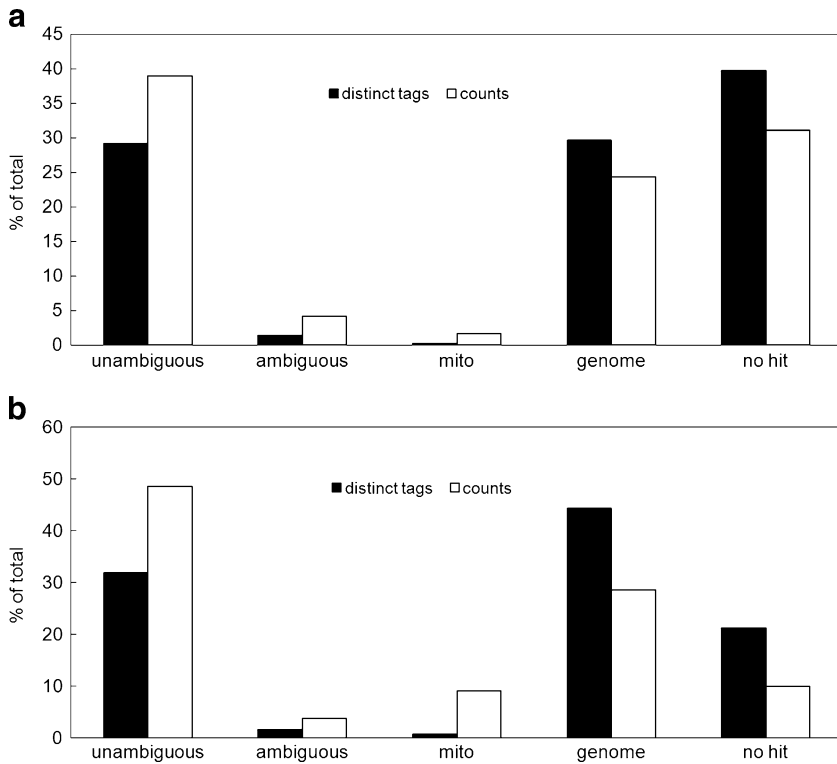 a
45
40
35
30
25
20
15
10
5
0
% of total
distinct tags counts
unambiguous ambiguous mito genome no hit
b
60
50
40
30
20
10
0
% of total
distinct tags counts
unambiguous ambiguous mito genome no hit